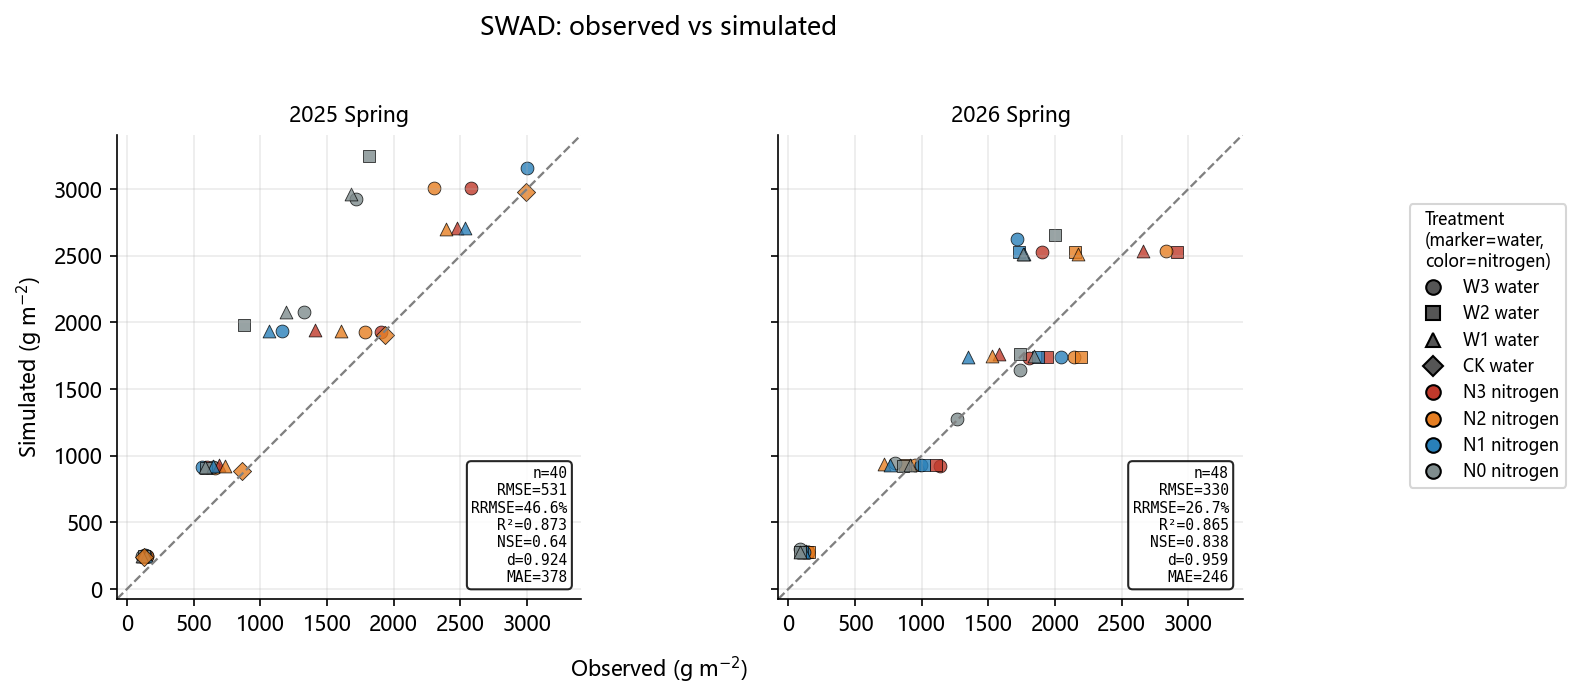 SWAD: observed vs simulated
2025 Spring
2026 Spring
Simulated (g m⁻²)
3000
2500
2000
1500
1000
500
0
0 500 1000 1500 2000 2500 3000
n=40
RMSE=531
RRMSE=46.6%
R²=0.873
NSE=0.64
d=0.924
MAE=378
0 500 1000 1500 2000 2500 3000
n=48
RMSE=330
RRMSE=26.7%
R²=0.865
NSE=0.838
d=0.959
MAE=246
Observed (g m⁻²)
Treatment
(marker=water,
color=nitrogen)
W3 water
W2 water
W1 water
CK water
N3 nitrogen
N2 nitrogen
N1 nitrogen
N0 nitrogen